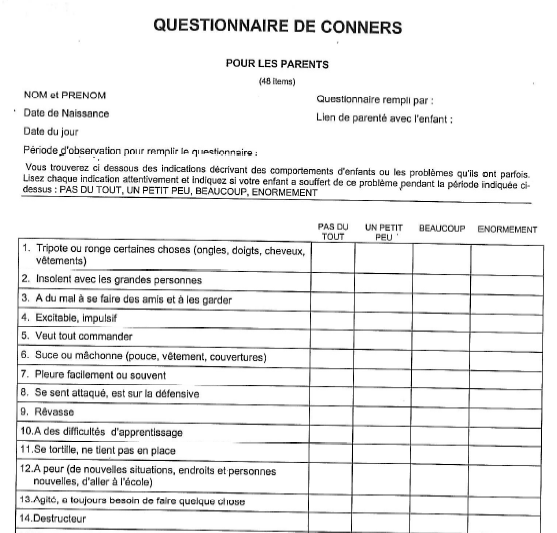 QUESTIONNAIRE DE CONNERS
POUR LES PARENTS
(48 items)
NOM et PRENOM
Questionnaire rempli par :
Date de Naissance
Lien de parenté avec l'enfant :
Date du jour
Période d'observation pour remplir le questionnaire :
Vous trouverez ci dessous des indications décrivant des comportements d'enfants ou les problèmes qu'ils ont parfois.
Lisez chaque indication attentivement et indiquez si votre enfant a souffert de ce problème pendant la période indiquée ci-
dessus : PAS DU TOUT, UN PETIT PEU, BEAUCOUP, ENORMEMENT
PAS DU TOUT UN PETIT PEU BEAUCOUP ENORMEMENT
1. Tripote ou ronge certaines choses (ongles, doigts, cheveux,
vêtements)
2. Insolent avec les grandes personnes
3. A du mal à se faire des amis et à les garder
4. Excitable, impulsif
5. Veut tout commander
6. Suce ou mâchonne (pouce, vêtement, couvertures)
7. Pleure facilement ou souvent
8. Se sent attaqué, est sur la défensive
9. Rêvasse
10.A des difficultés d'apprentissage
11.Se tortille, ne tient pas en place
12.A peur (de nouvelles situations, endroits et personnes
nouvelles, d'aller à l'école)
13.Agité, a toujours besoin de faire quelque chose
14.Destructeur